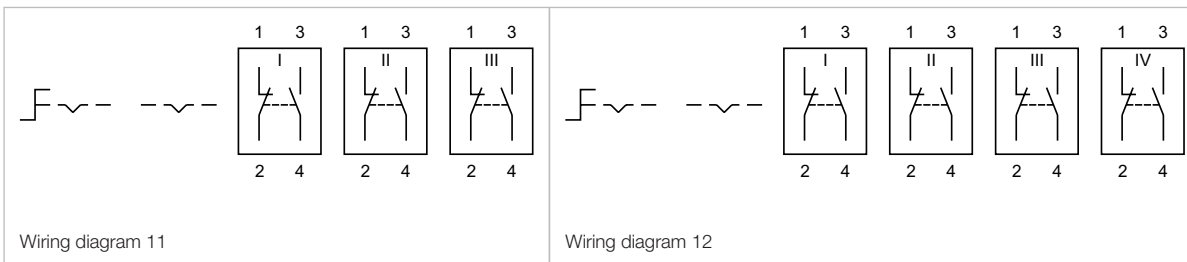 1 3 1 3 1 3
I II III
2 4 2 4 2 4
Wiring diagram 11
1 3 1 3 1 3 1 3
I II III IV
2 4 2 4 2 4 2 4
Wiring diagram 12